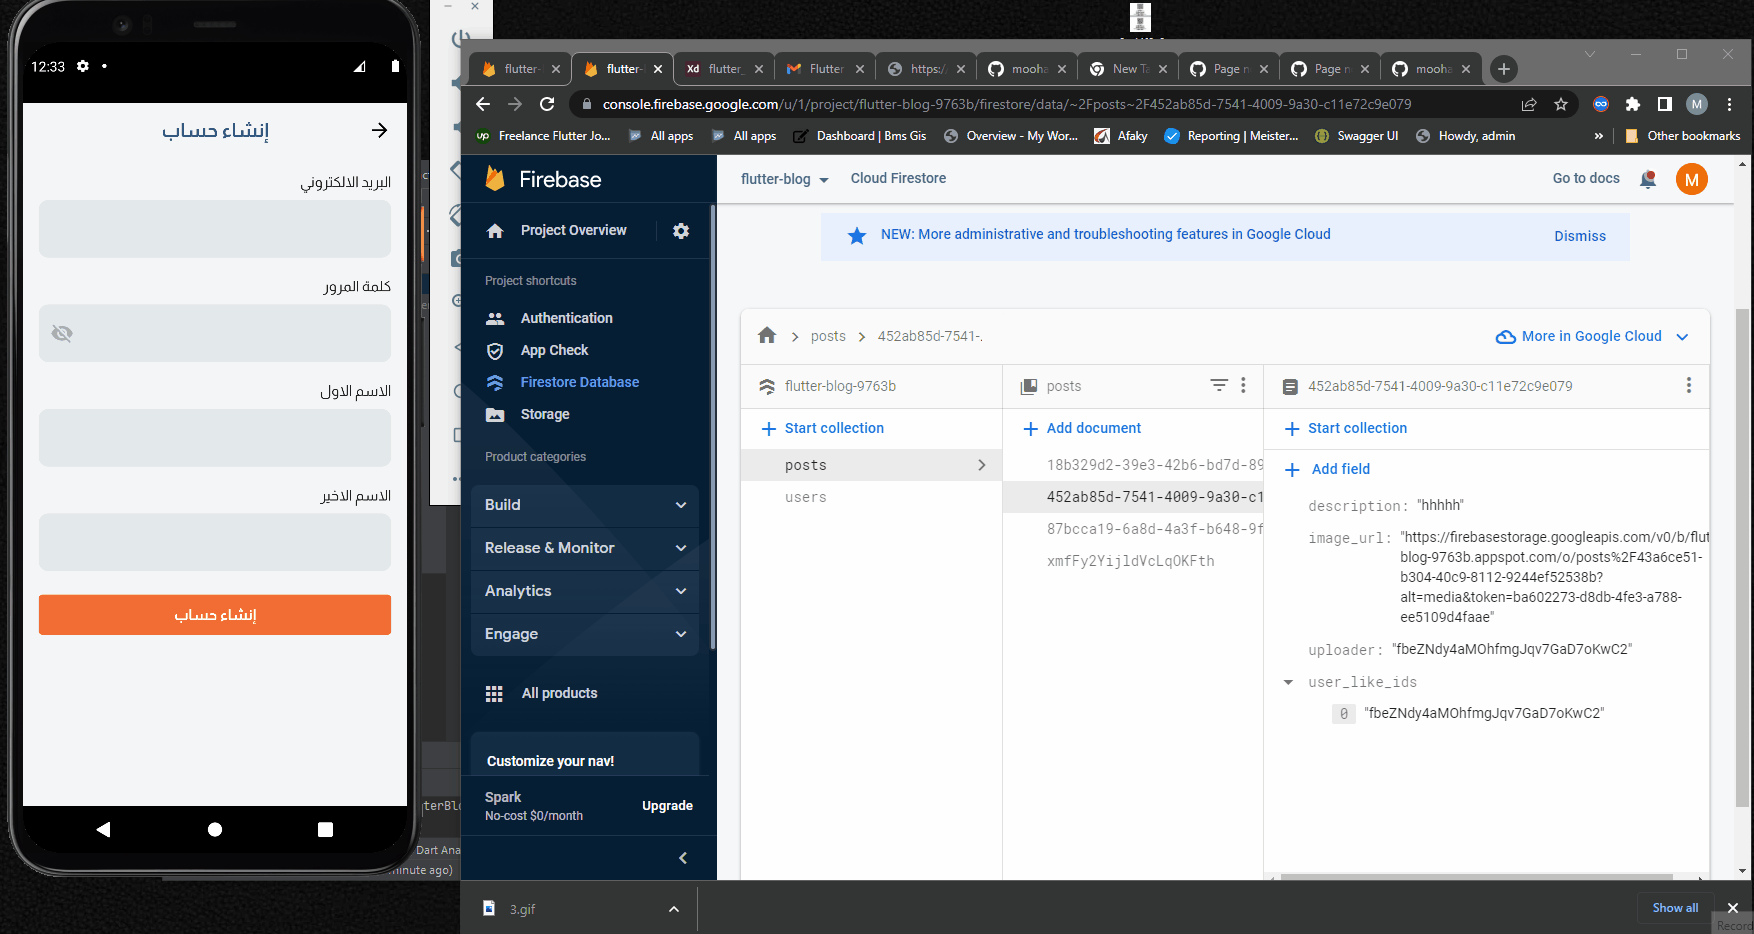 12:33
إنشاء حساب
البريد الالكتروني
كلمة المرور
الاسم الاول
الاسم الاخير
إنشاء حساب
terBlo
Dart Ana
minute ago)
flutter-
flutter-
Xd flutter_
Flutter
https:/
mooha
New Ta
Page n
Page n
mooha
console.firebase.google.com/u/1/project/flutter-blog-9763b/firestore/data/~2Fposts~2F452ab85d-7541-4009-9a30-c11e72c9e079
M
up Freelance Flutter Jo...
All apps
All apps
Dashboard | Bms Gis
Overview - My Wor...
Afaky
Reporting | Meister...
Swagger UI
Howdy, admin
»
Other bookmarks
Firebase
Project Overview
Project shortcuts
Authentication
App Check
Firestore Database
Storage
Product categories
Build
Release & Monitor
Analytics
Engage
All products
Customize your nav!
Spark
No-cost $0/month
Upgrade
flutter-blog
Cloud Firestore
Go to docs
M
NEW: More administrative and troubleshooting features in Google Cloud
Dismiss
posts
452ab85d-7541-.
More in Google Cloud
flutter-blog-9763b
Start collection
posts
users
posts
Add document
18b329d2-39e3-42b6-bd7d-89
452ab85d-7541-4009-9a30-c1
87bcca19-6a8d-4a3f-b648-9f
xmfFy2YijldVcLqOKFth
452ab85d-7541-4009-9a30-c11e72c9e079
Start collection
Add field
description: "hhhhh"
image_url: "https://firebasestorage.googleapis.com/v0/b/flut
blog-9763b.appspot.com/o/posts%2F43a6ce51-
b304-40c9-8112-9244ef52538b?
alt=media&token=ba602273-d8db-4fe3-a788-
ee5109d4faae"
uploader: "fbeZNdy4aMOhfmgJqv7GaD7oKwC2"
user_like_ids
0 "fbeZNdy4aMOhfmgJqv7GaD7oKwC2"
3.gif
Show all
Record